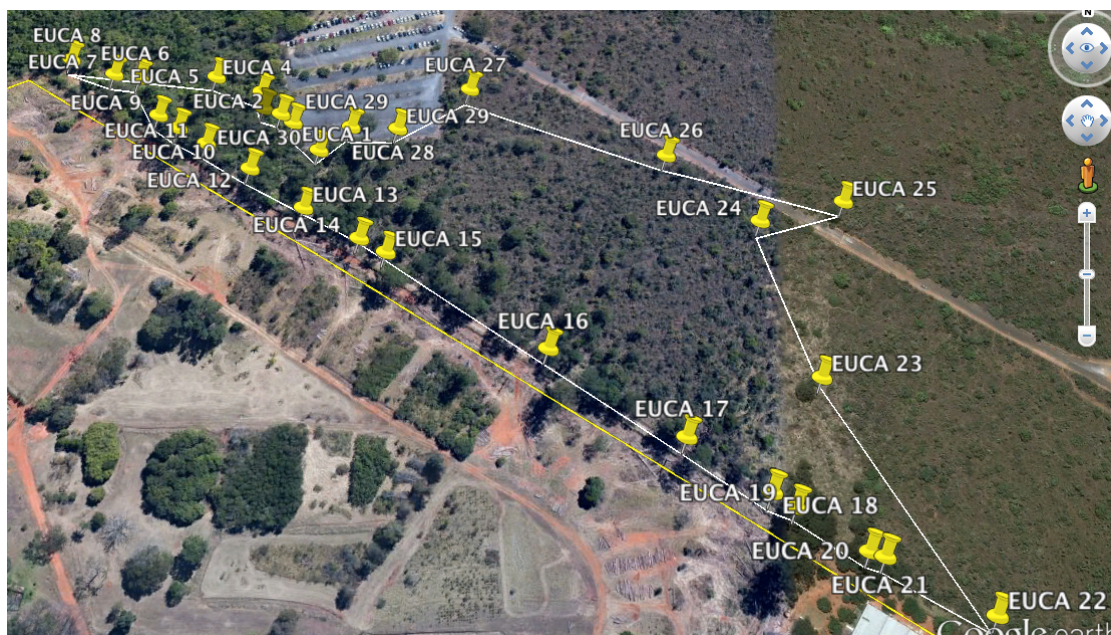 N
EUCA 8
EUCA 6
EUCA 7
EUCA 5
EUCA 4
EUCA 27
EUCA 9
EUCA 2
EUCA 29
EUCA 29
EUCA 11
EUCA 30
EUCA 1
EUCA 26
EUCA 10
EUCA 28
EUCA 12
EUCA 25
EUCA 13
EUCA 24
EUCA 14
EUCA 15
EUCA 16
EUCA 23
EUCA 17
EUCA 19
EUCA 18
EUCA 20
EUCA 21
EUCA 22
Google earth